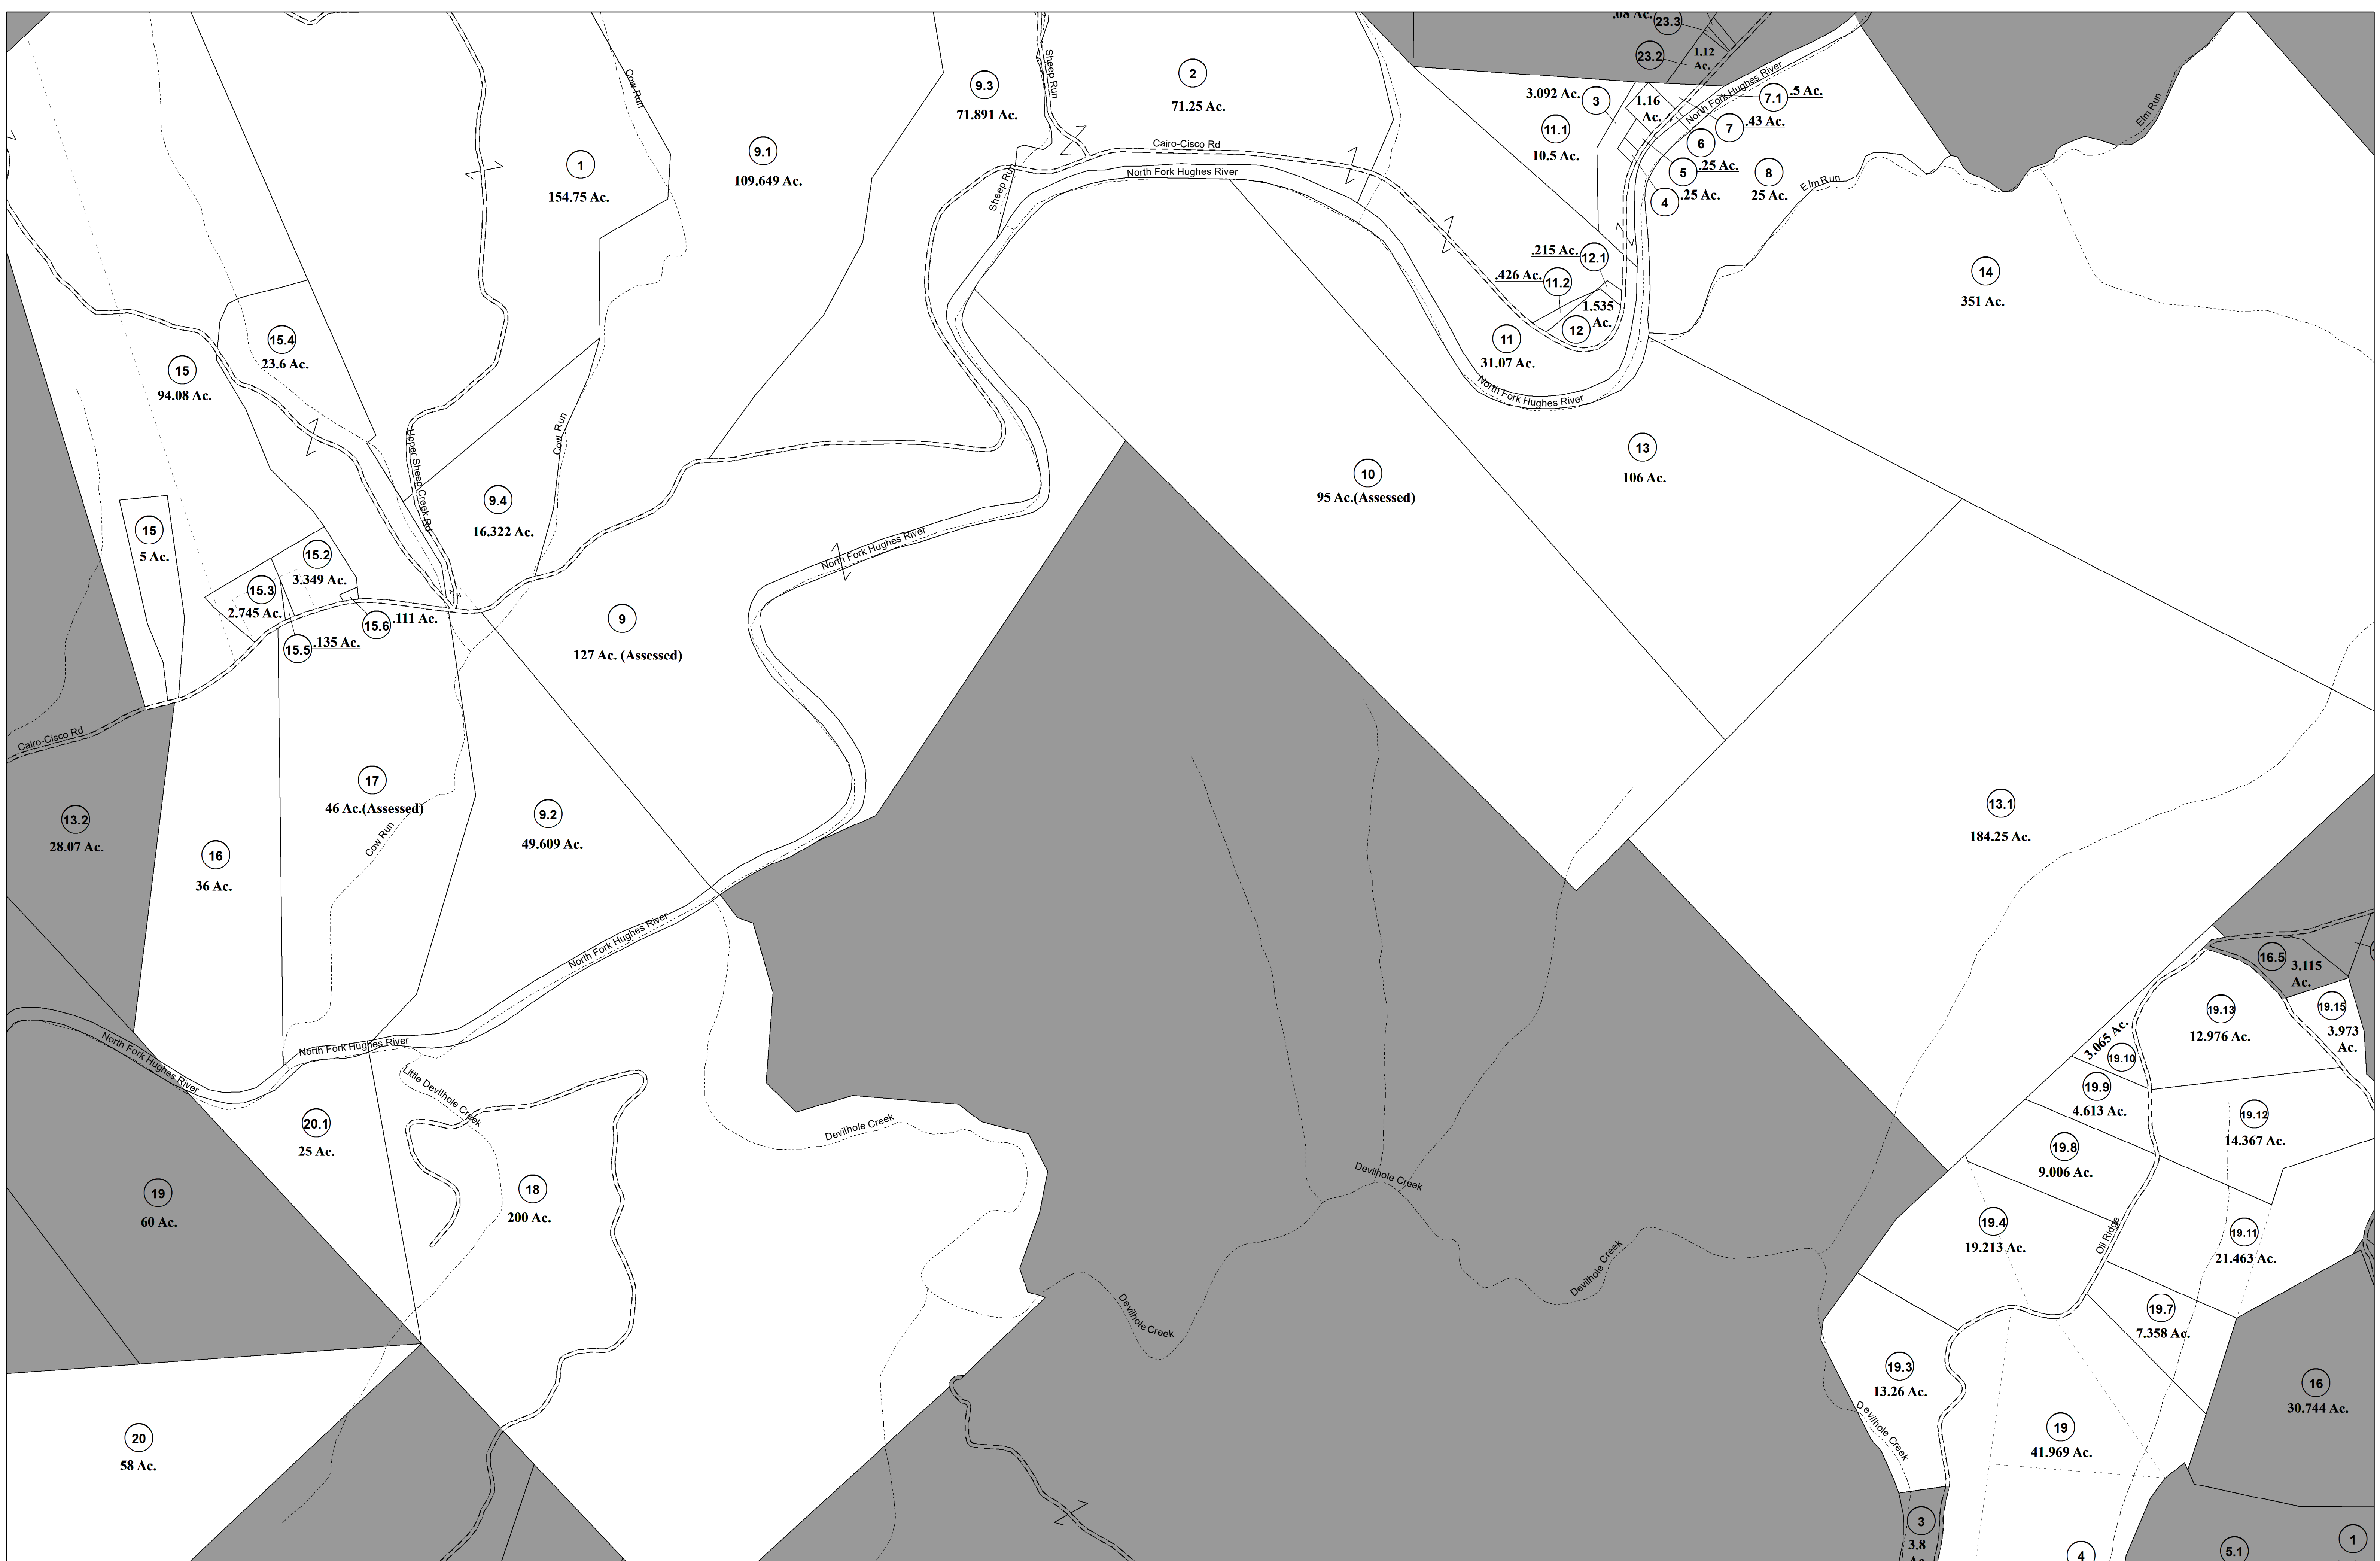 .08 Ac.
23.3
23.2
1.12
Ac.
Cow Run
Sheep Run
9.3
71.891 Ac.
2
71.25 Ac.
3.092 Ac.
3
1.16
Ac.
North Fork Hughes River
7.1
.5 Ac.
7
.43 Ac.
11.1
10.5 Ac.
6
5
.25 Ac.
4
.25 Ac.
8
25 Ac.
Elm Run
Elm Run
1
154.75 Ac.
9.1
109.649 Ac.
Cairo-Cisco Rd
North Fork Hughes River
Sheep Run
.215 Ac.
12.1
.426 Ac.
11.2
1.535
Ac.
12
11
31.07 Ac.
North Fork Hughes River
14
351 Ac.
15.4
23.6 Ac.
15
94.08 Ac.
Upper Sheep Creek Rd
Cow Run
9.4
16.322 Ac.
10
95 Ac.(Assessed)
13
106 Ac.
15
5 Ac.
15.2
3.349 Ac.
15.3
2.745 Ac.
15.6
.111 Ac.
15.5
.135 Ac.
North Fork Hughes River
9
127 Ac. (Assessed)
Cairo-Cisco Rd
17
46 Ac.(Assessed)
Cow Run
9.2
49.609 Ac.
13.2
28.07 Ac.
16
36 Ac.
13.1
184.25 Ac.
North Fork Hughes River
16.5
3.115
Ac.
19.13
12.976 Ac.
19.15
3.973
Ac.
3.065 Ac.
19.10
19.9
4.613 Ac.
North Fork Hughes River
North Fork Hughes River
Little Devilhole Creek
20.1
25 Ac.
Devilhole Creek
19.12
14.367 Ac.
19.8
9.006 Ac.
Devilhole Creek
19
60 Ac.
18
200 Ac.
19.4
19.213 Ac.
Oil Ridge
19.11
21.463 Ac.
Devilhole Creek
Devilhole Creek
19.7
7.358 Ac.
19.3
13.26 Ac.
16
30.744 Ac.
Devilhole Creek
19
41.969 Ac.
20
58 Ac.
3
3.8
Ac.
4
5.1
1